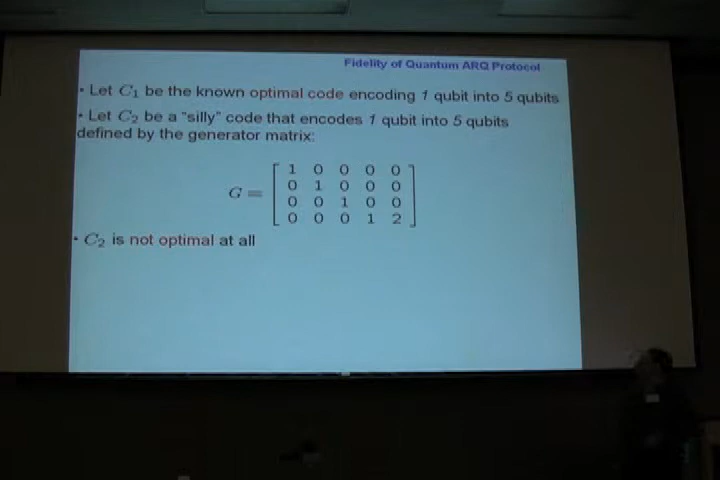 Fidelity of Quantum ARQ Protocol
• Let C₁ be the known optimal code encoding 1 qubit into 5 qubits
• Let C₂ be a "silly" code that encodes 1 qubit into 5 qubits
defined by the generator matrix:
G = [ 1 0 0 0 0
0 1 0 0 0
0 0 1 0 0
0 0 0 1 2 ]
• C₂ is not optimal at all